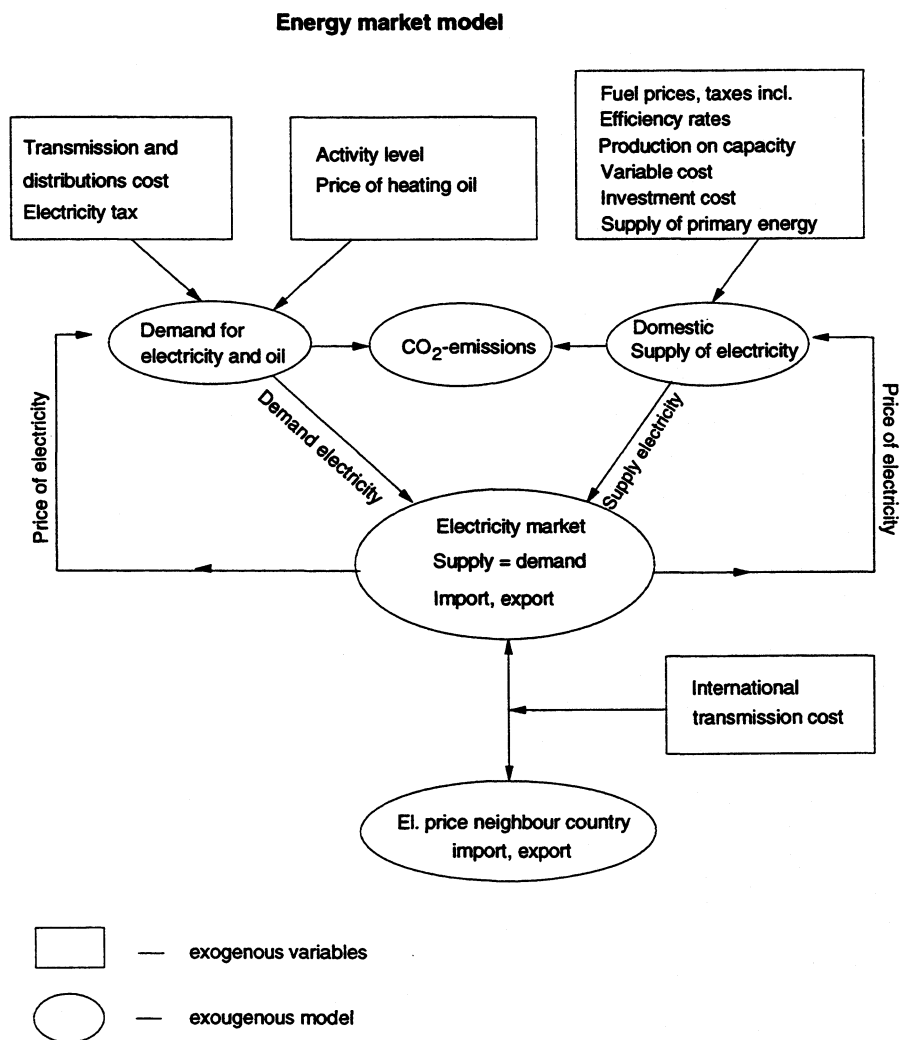 Energy market model
Transmission and
distributions cost
Electricity tax
Activity level
Price of heating oil
Fuel prices, taxes incl.
Efficiency rates
Production on capacity
Variable cost
Investment cost
Supply of primary energy
Demand for
electricity and oil
CO₂-emissions
Domestic
Supply of electricity
Price of electricity
Demand electricity
Supply electricity
Price of electricity
Electricity market
Supply = demand
Import, export
International
transmission cost
El. price neighbour country
import, export
— exogenous variables
— exougenous model